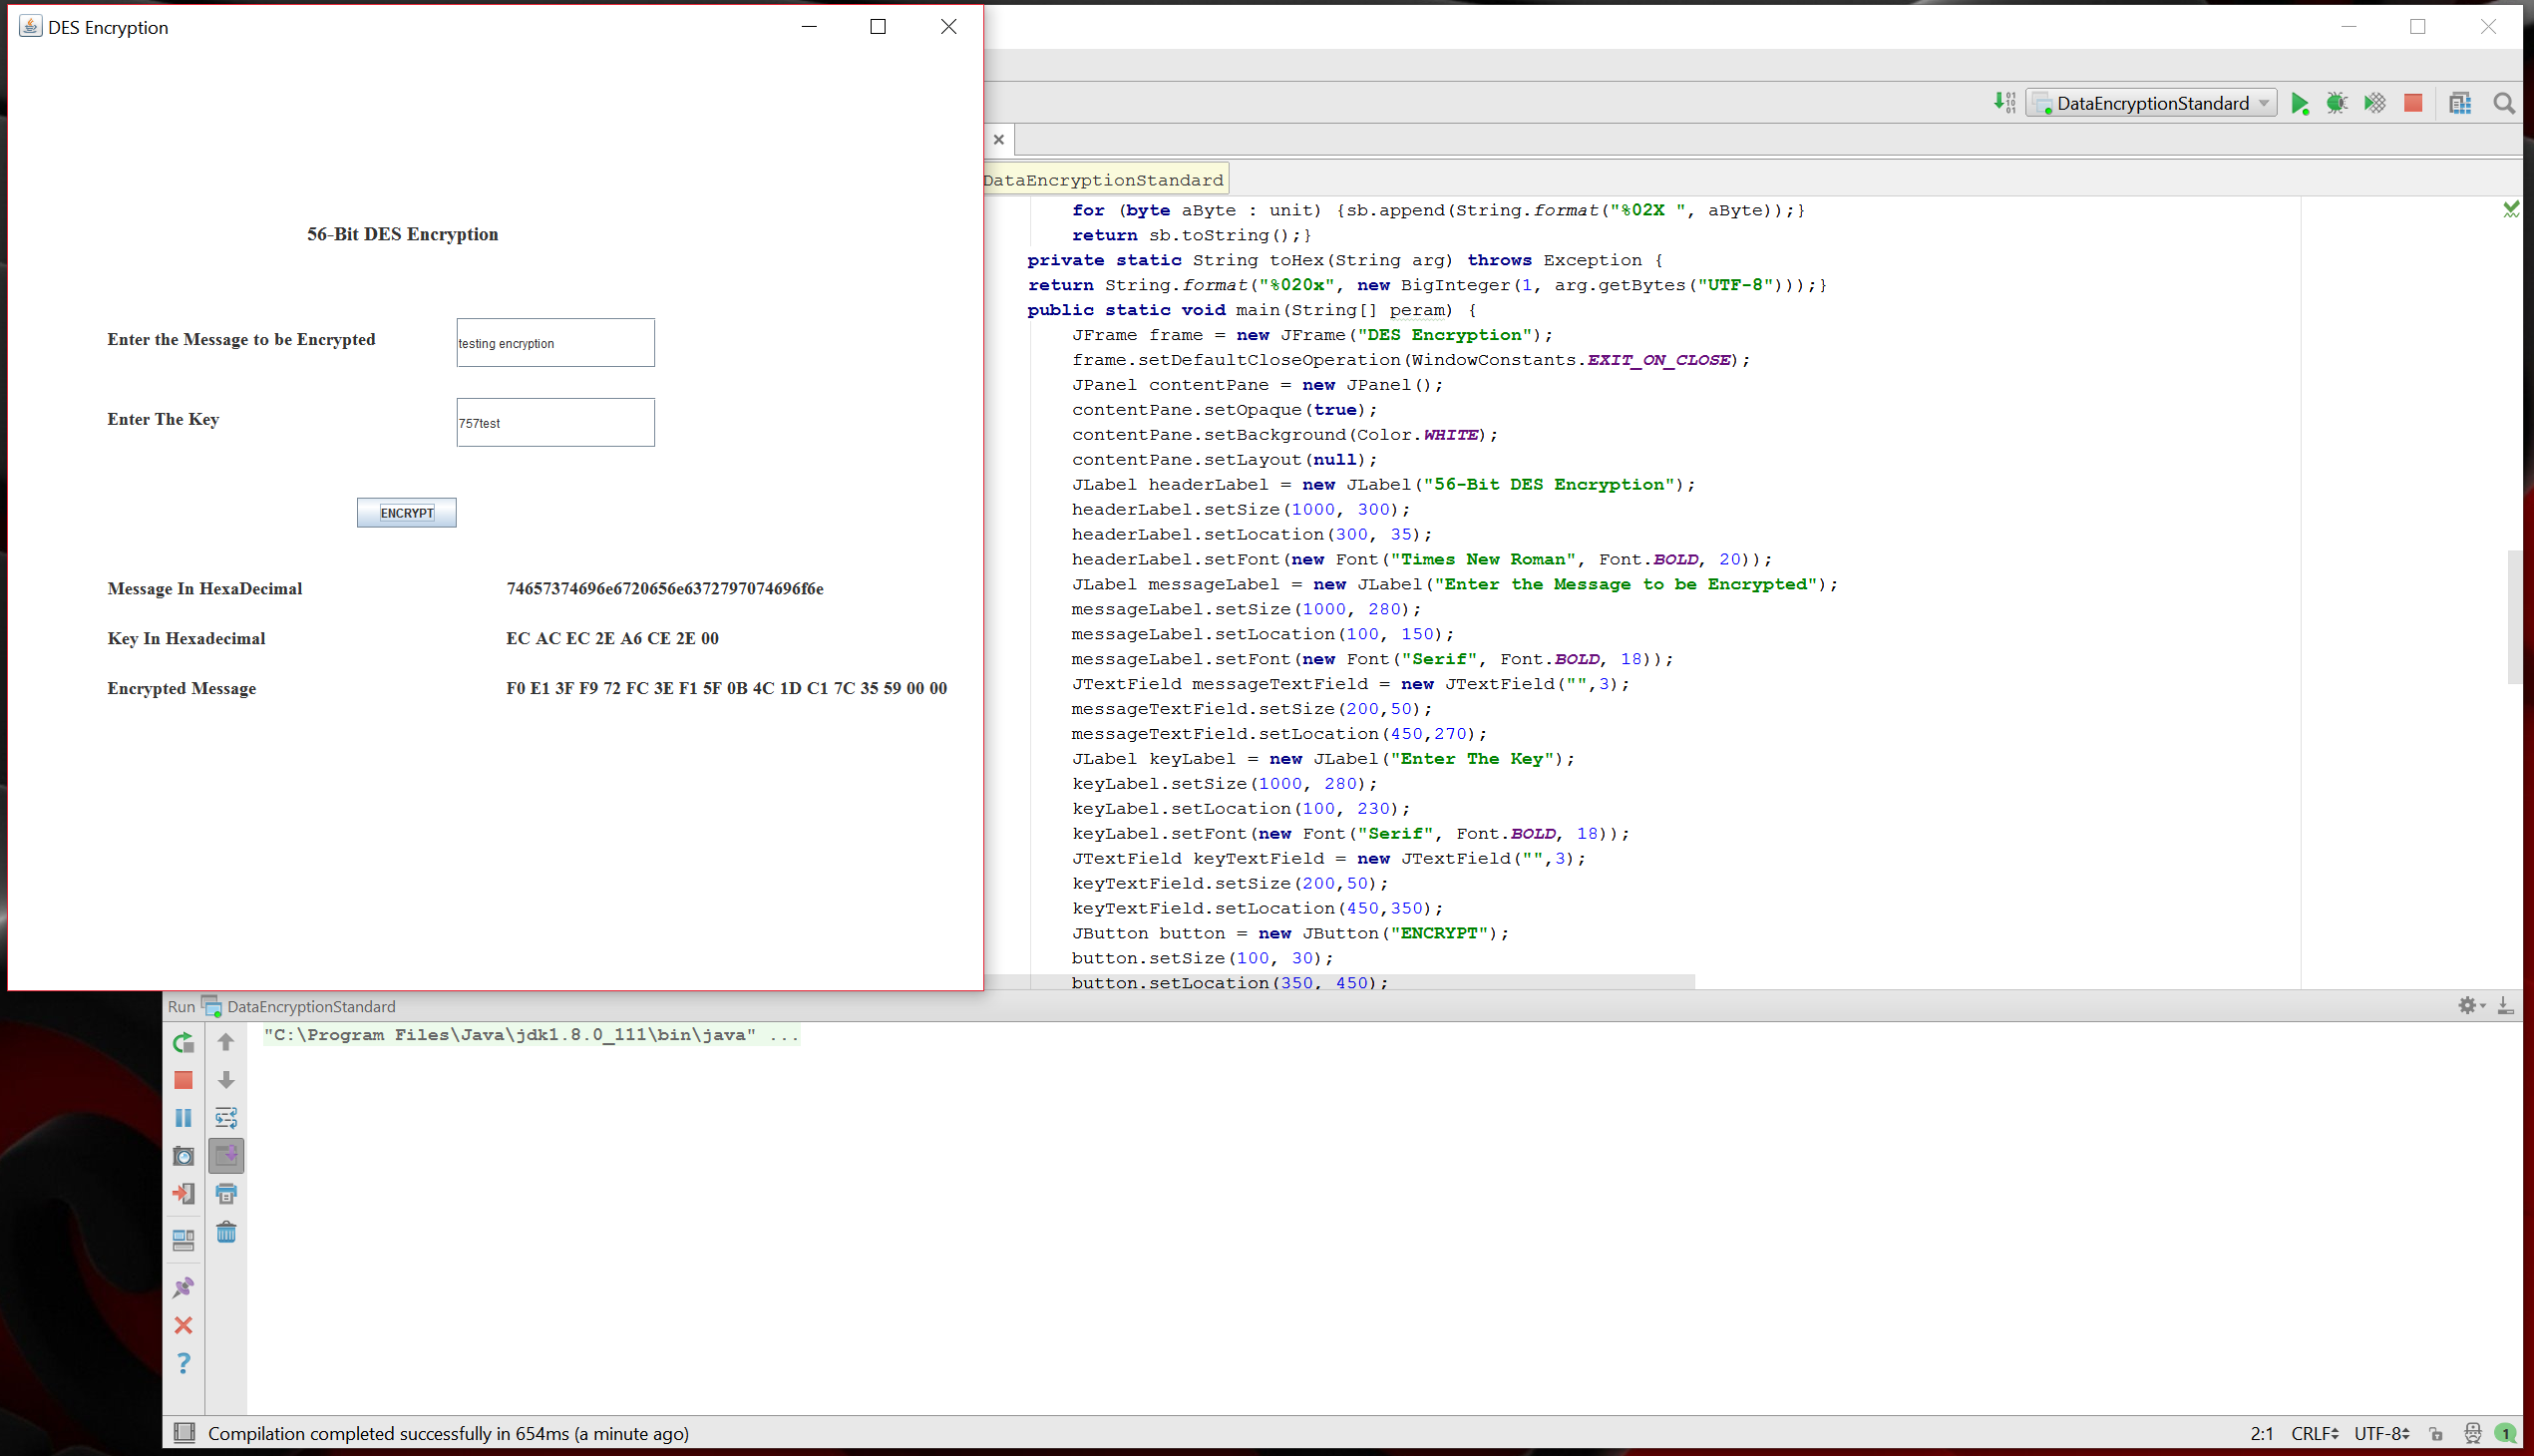 DES Encryption
56-Bit DES Encryption
Enter the Message to be Encrypted
testing encryption
Enter The Key
757test
ENCRYPT
Message In HexaDecimal 74657374696e6720656e6372797074696f6e
Key In Hexadecimal EC AC EC 2E A6 CE 2E 00
Encrypted Message F0 E1 3F F9 72 FC 3E F1 5F 0B 4C 1D C1 7C 35 59 00 00
DataEncryptionStandard
DataEncryptionStandard
for (byte aByte : unit) {sb.append(String.format("%02X ", aByte));}
return sb.toString();}
private static String toHex(String arg) throws Exception {
return String.format("%020x", new BigInteger(1, arg.getBytes("UTF-8")));}
public static void main(String[] peram) {
JFrame frame = new JFrame("DES Encryption");
frame.setDefaultCloseOperation(WindowConstants.EXIT_ON_CLOSE);
JPanel contentPane = new JPanel();
contentPane.setOpaque(true);
contentPane.setBackground(Color.WHITE);
contentPane.setLayout(null);
JLabel headerLabel = new JLabel("56-Bit DES Encryption");
headerLabel.setSize(1000, 300);
headerLabel.setLocation(300, 35);
headerLabel.setFont(new Font("Times New Roman", Font.BOLD, 20));
JLabel messageLabel = new JLabel("Enter the Message to be Encrypted");
messageLabel.setSize(1000, 280);
messageLabel.setLocation(100, 150);
messageLabel.setFont(new Font("Serif", Font.BOLD, 18));
JTextField messageTextField = new JTextField("",3);
messageTextField.setSize(200,50);
messageTextField.setLocation(450,270);
JLabel keyLabel = new JLabel("Enter The Key");
keyLabel.setSize(1000, 280);
keyLabel.setLocation(100, 230);
keyLabel.setFont(new Font("Serif", Font.BOLD, 18));
JTextField keyTextField = new JTextField("",3);
keyTextField.setSize(200,50);
keyTextField.setLocation(450,350);
JButton button = new JButton("ENCRYPT");
button.setSize(100, 30);
button.setLocation(350, 450);
Run DataEncryptionStandard
"C:\Program Files\Java\jdk1.8.0_111\bin\java" ...
Compilation completed successfully in 654ms (a minute ago)
2:1 CRLF UTF-8 1